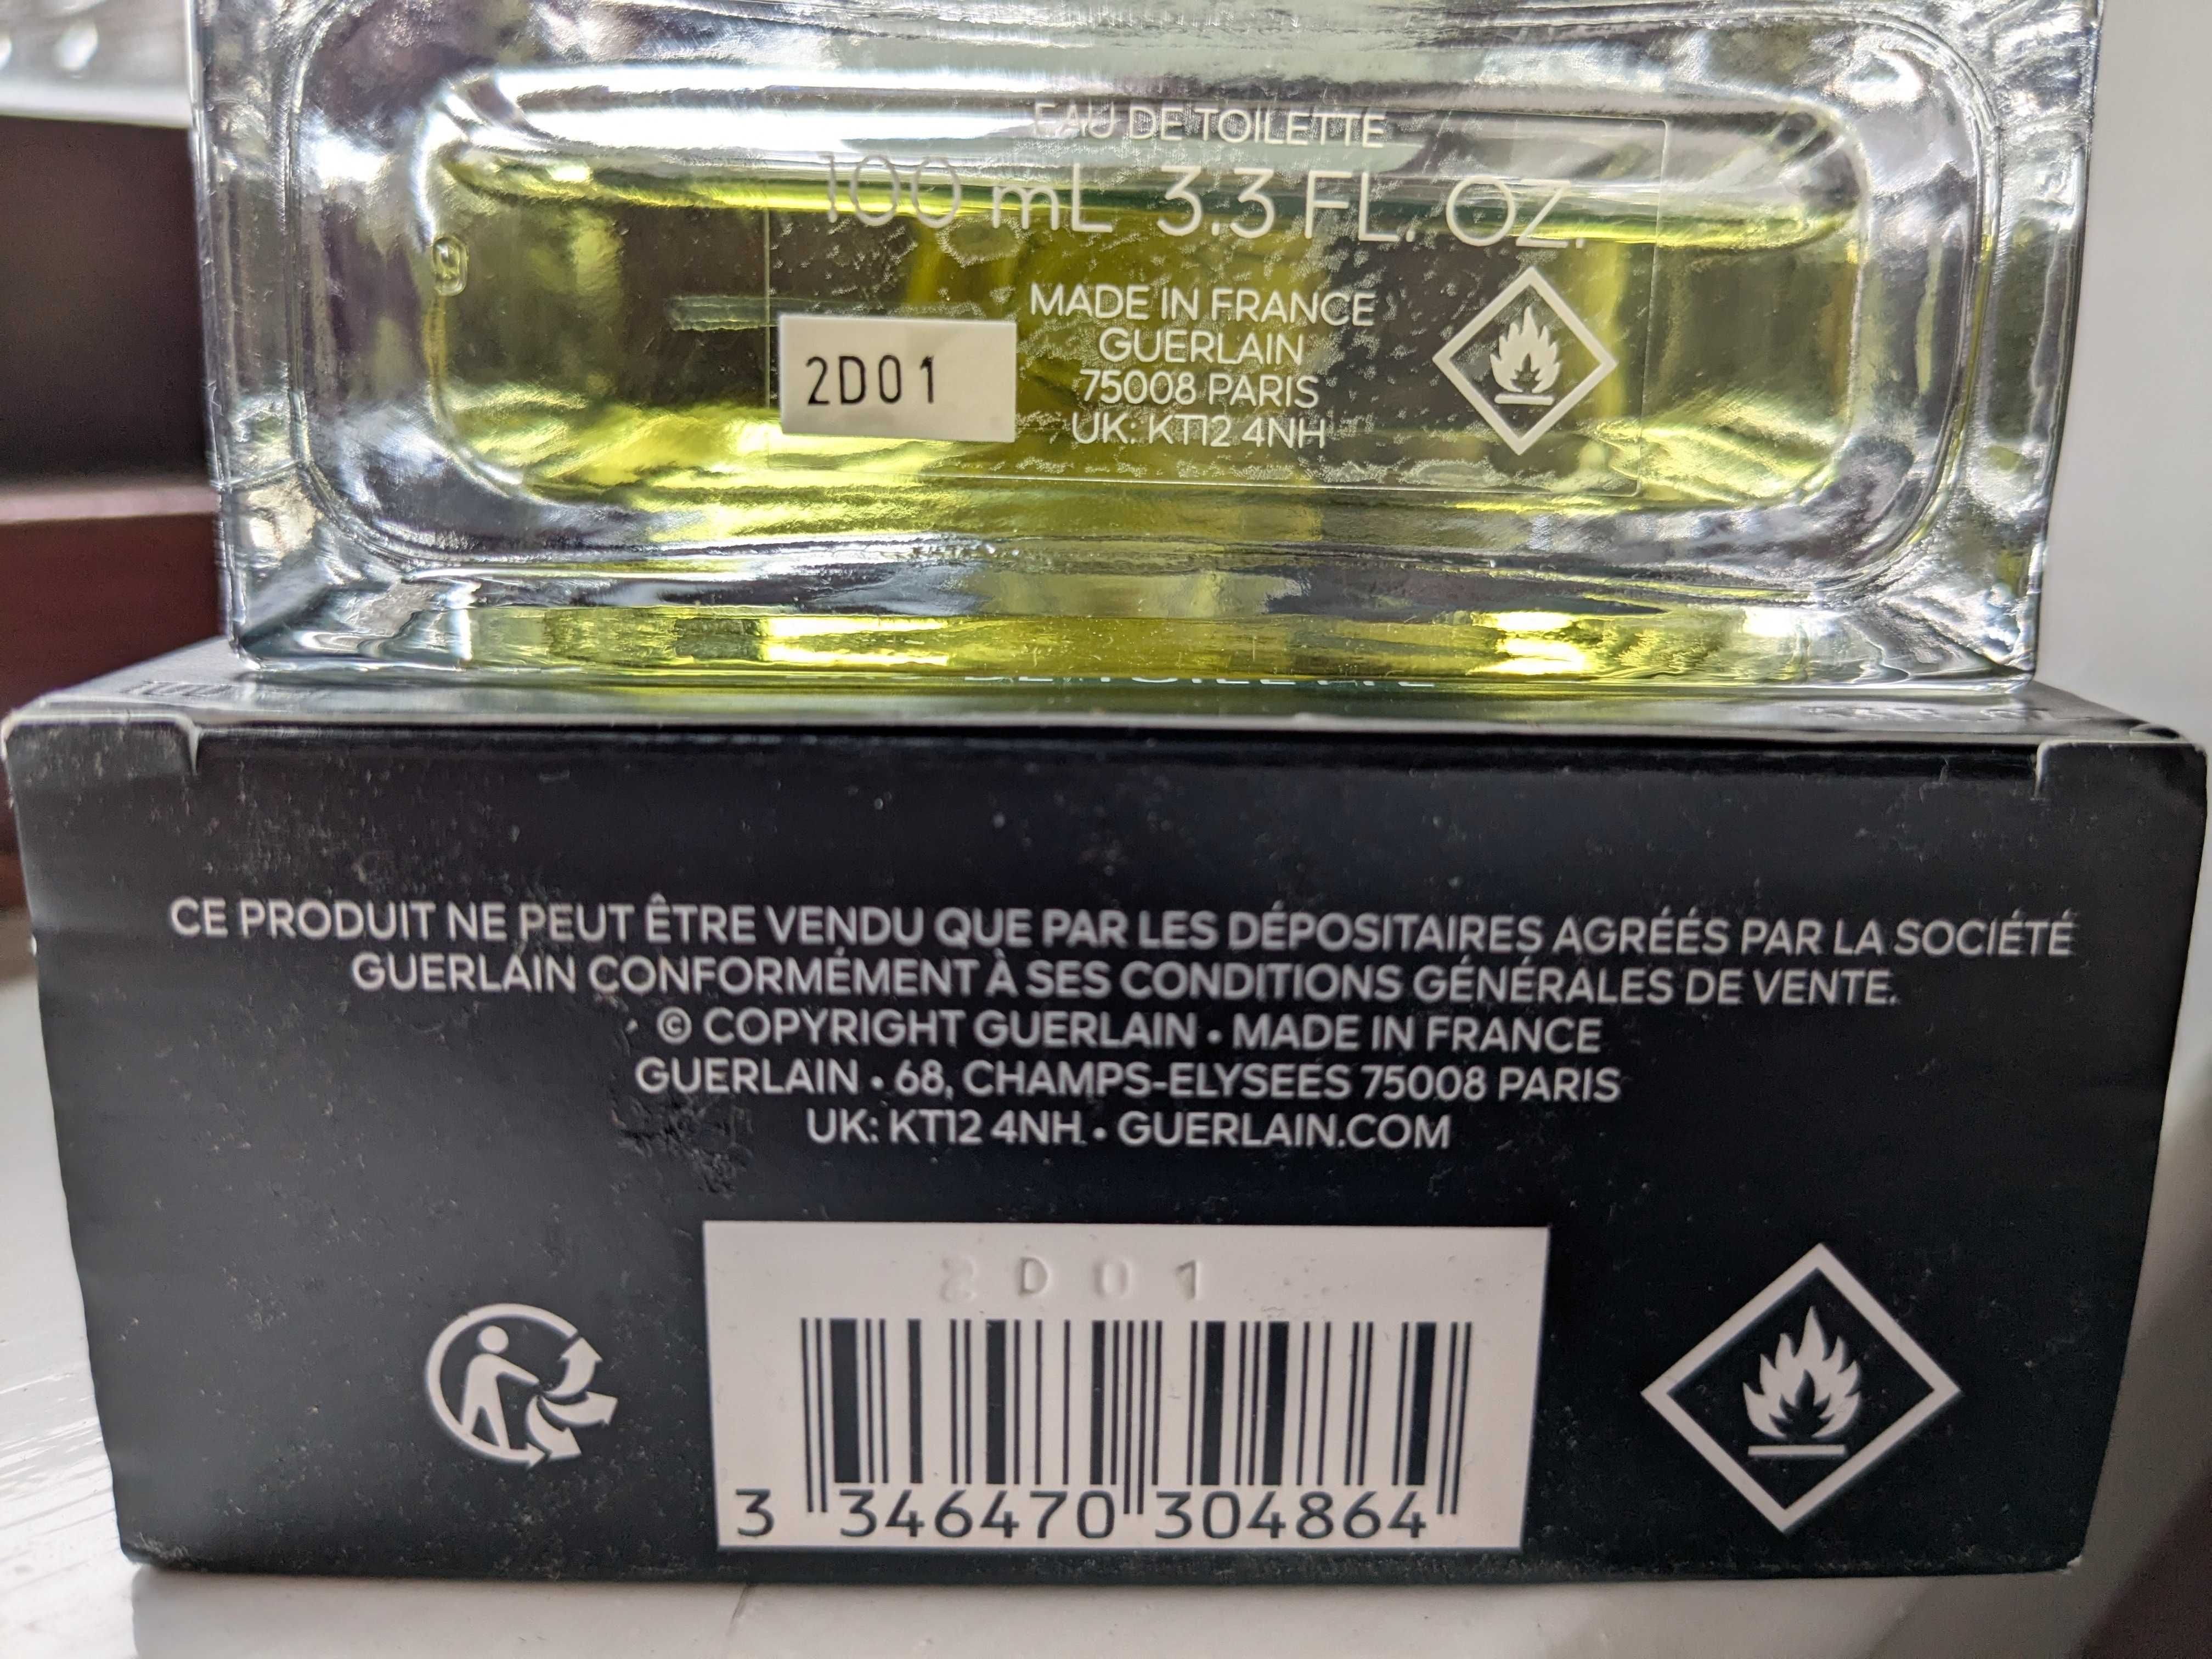 EAU DE TOILETTE
100 mL 3.3 FL. OZ.
MADE IN FRANCE
GUERLAIN
75008 PARIS
UK: KT12 4NH
2D01
CE PRODUIT NE PEUT ÊTRE VENDU QUE PAR LES DÉPOSITAIRES AGRÉÉS PAR LA SOCIÉTÉ
GUERLAIN CONFORMÉMENT À SES CONDITIONS GÉNÉRALES DE VENTE.
© COPYRIGHT GUERLAIN • MADE IN FRANCE
GUERLAIN • 68, CHAMPS-ELYSEES 75008 PARIS
UK: KT12 4NH • GUERLAIN.COM
2D01
3 346470 304864